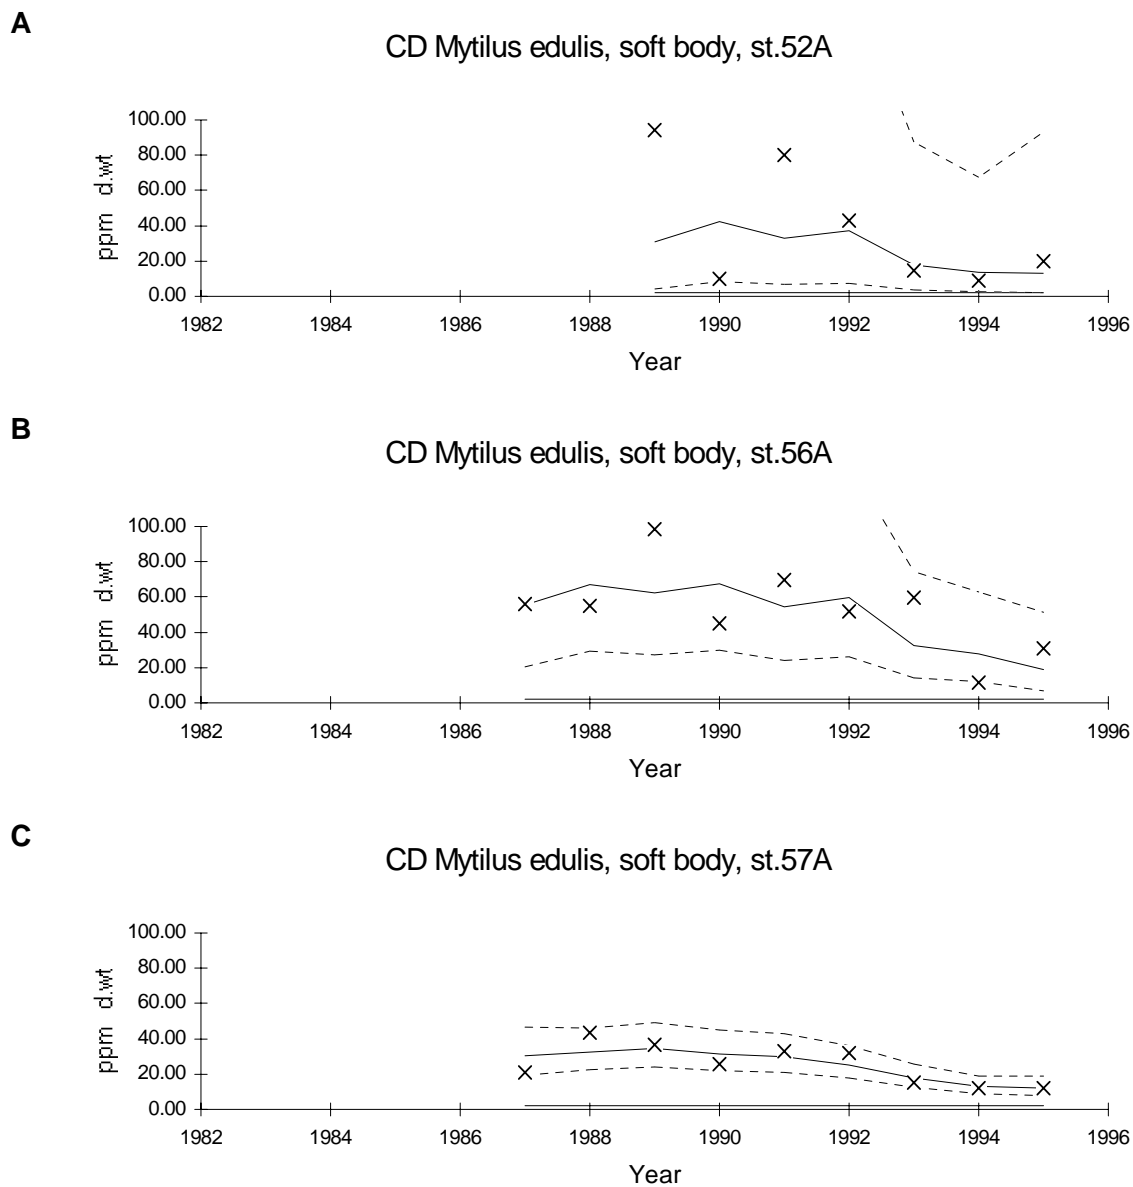 A
CD Mytilus edulis, soft body, st.52A
ppm d.wt
100.00
80.00
60.00
40.00
20.00
0.00
1982 1984 1986 1988 1990 1992 1994 1996
Year
B
CD Mytilus edulis, soft body, st.56A
ppm d.wt
100.00
80.00
60.00
40.00
20.00
0.00
1982 1984 1986 1988 1990 1992 1994 1996
Year
C
CD Mytilus edulis, soft body, st.57A
ppm d.wt
100.00
80.00
60.00
40.00
20.00
0.00
1982 1984 1986 1988 1990 1992 1994 1996
Year